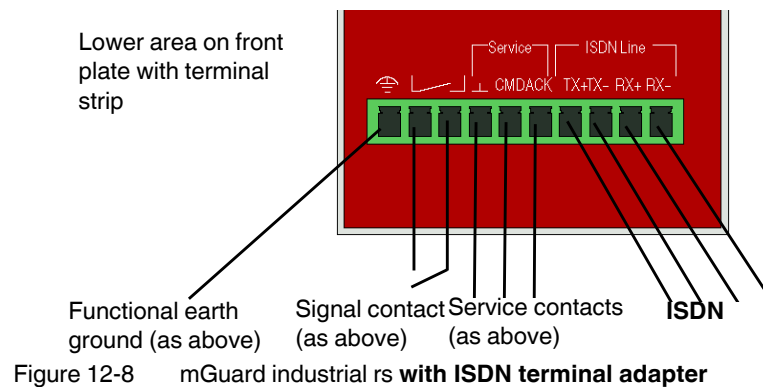 Lower area on front
plate with terminal
strip
Service
ISDN Line
CMDACK TX+TX- RX+ RX-
Functional earth
ground (as above)
Signal contact
(as above)
Service contacts
(as above)
ISDN
Figure 12-8 mGuard industrial rs with ISDN terminal adapter